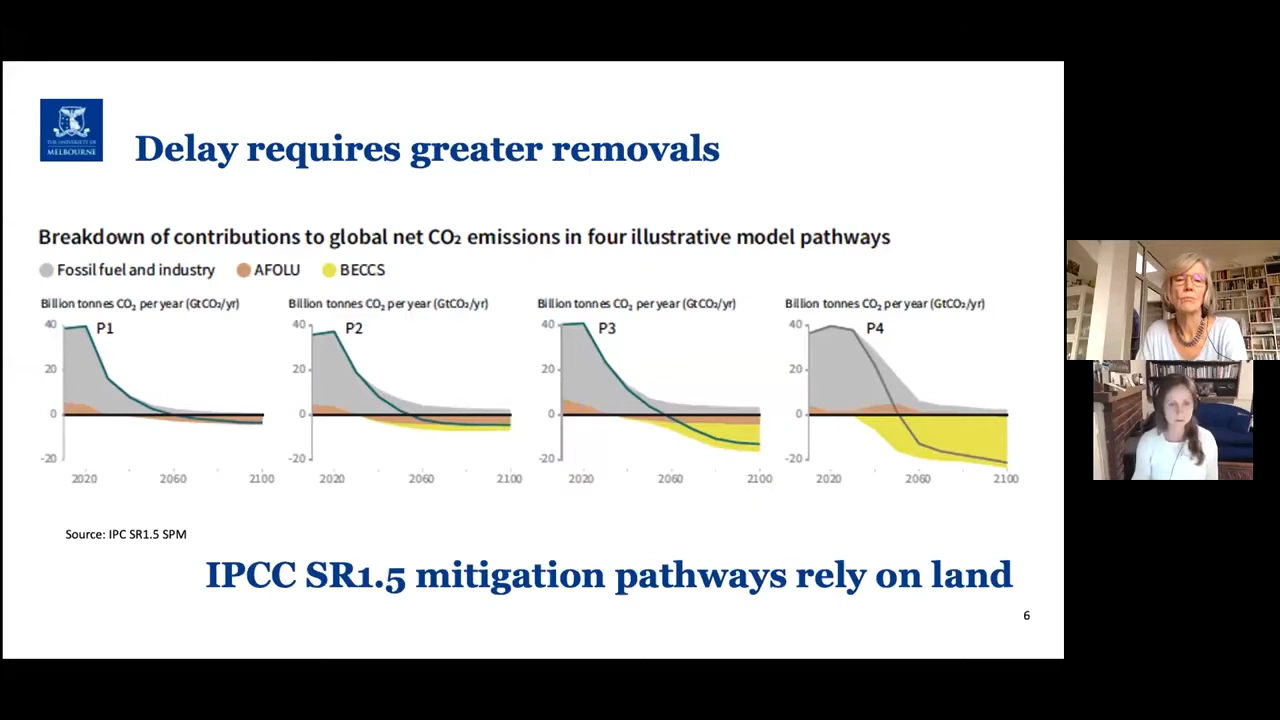 THE UNIVERSITY OF
MELBOURNE
Delay requires greater removals
Breakdown of contributions to global net CO₂ emissions in four illustrative model pathways
Fossil fuel and industry AFOLU BECCS
Billion tonnes CO₂ per year (GtCO₂/yr) Billion tonnes CO₂ per year (GtCO₂/yr) Billion tonnes CO₂ per year (GtCO₂/yr) Billion tonnes CO₂ per year (GtCO₂/yr)
40 P1 40 P2 40 P3 40 P4
20 20 20 20
0 0 0 0
-20 -20 -20 -20
2020 2060 2100 2020 2060 2100 2020 2060 2100 2020 2060 2100
Source: IPC SR1.5 SPM
IPCC SR1.5 mitigation pathways rely on land
6